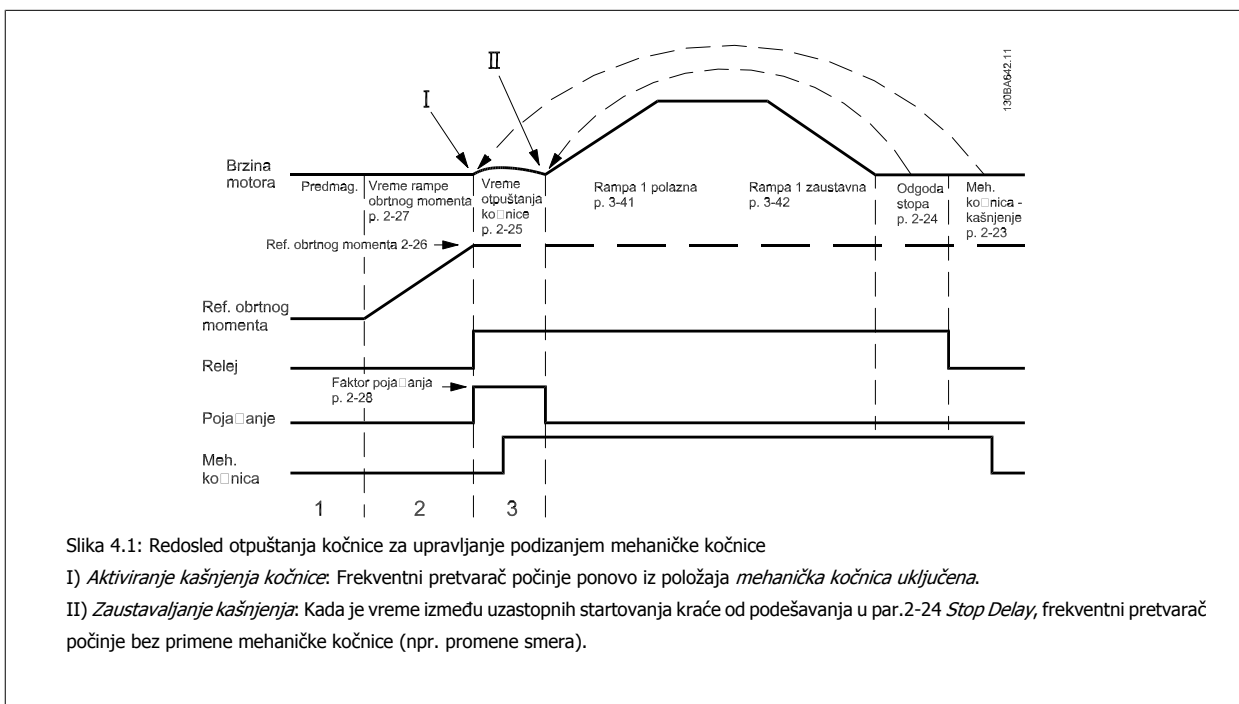 II
I
130BA642.11
Brzina
motora
Predmag.
Vreme rampe
obrtnog momenta
p. 2-27
Vreme
otpuštanja
ko□nice
p. 2-25
Rampa 1 polazna
p. 3-41
Rampa 1 zaustavna
p. 3-42
Odgoda
stopa
p. 2-24
Meh.
ko□nica -
kašnjenje
p. 2-23
Ref. obrtnog momenta 2-26
Ref. obrtnog
momenta
Relej
Faktor poja□anja
p. 2-28
Poja□anje
Meh.
ko□nica
1 2 3
Slika 4.1: Redosled otpuštanja kočnice za upravljanje podizanjem mehaničke kočnice
I) Aktiviranje kašnjenja kočnice: Frekventni pretvarač počinje ponovo iz položaja mehanička kočnica uključena.
II) Zaustavaljanje kašnjenja: Kada je vreme između uzastopnih startovanja kraće od podešavanja u par.2-24 Stop Delay, frekventni pretvarač
počinje bez primene mehaničke kočnice (npr. promene smera).